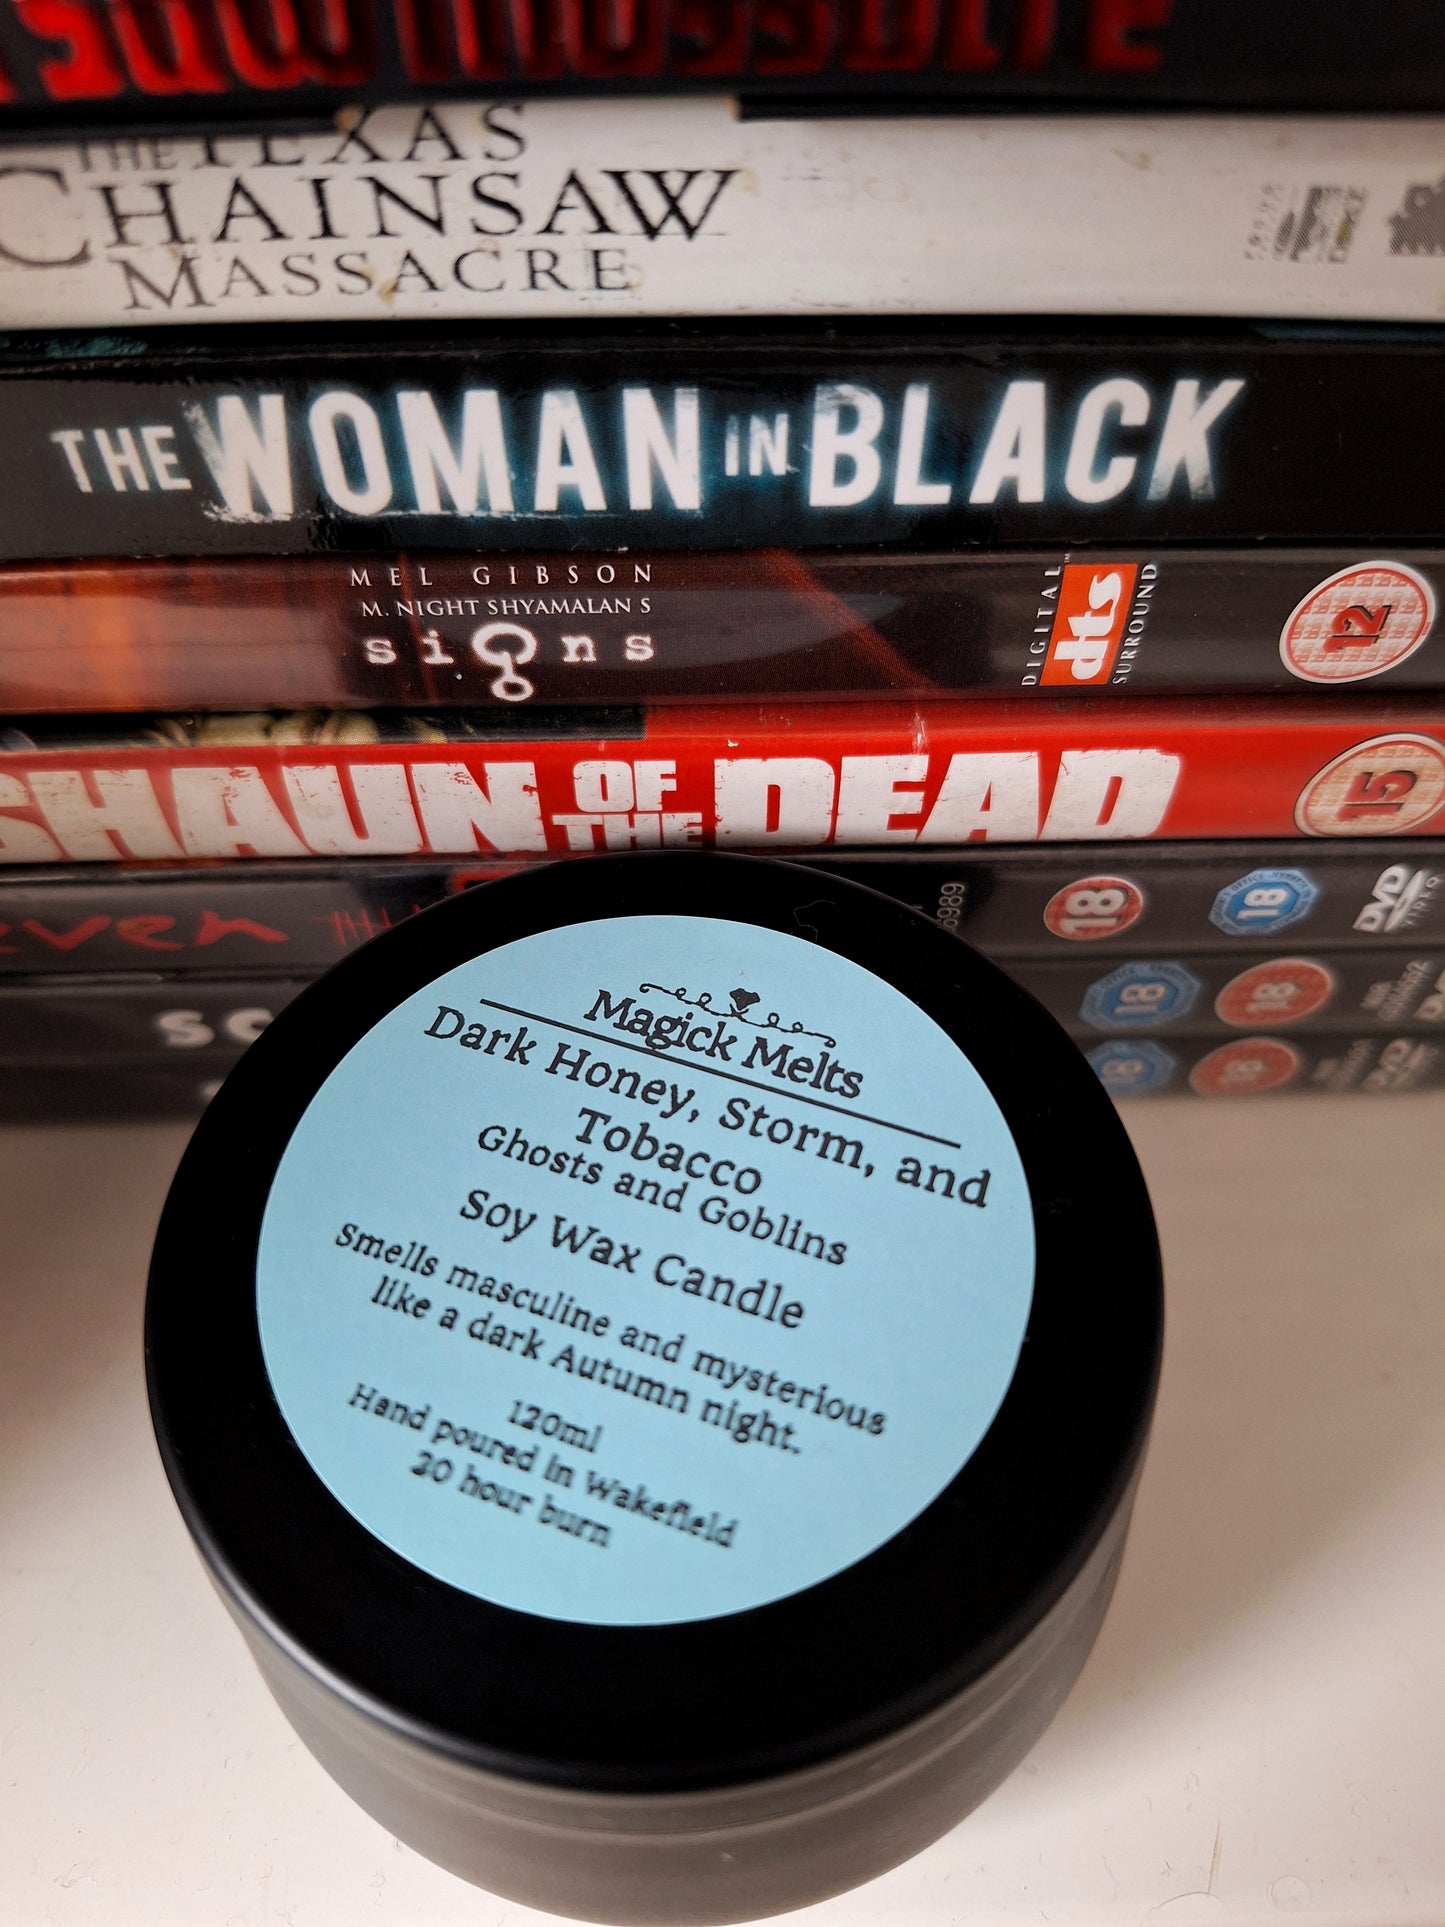 THE TEXAS
CHAINSAW
MASSACRE
THE WOMAN IN BLACK
MEL GIBSON
M. NIGHT SHYAMALAN S
signs
DIGITAL
dts
SURROUND
12
SHAUN OF THE DEAD
15
18
18
DVD
VIDEO
18
18
18
18
Magick Melts
Dark Honey, Storm, and
Tobacco
Ghosts and Goblins
Soy Wax Candle
Smells masculine and mysterious
like a dark Autumn night.
120ml
Hand poured in Wakefield
20 hour burn